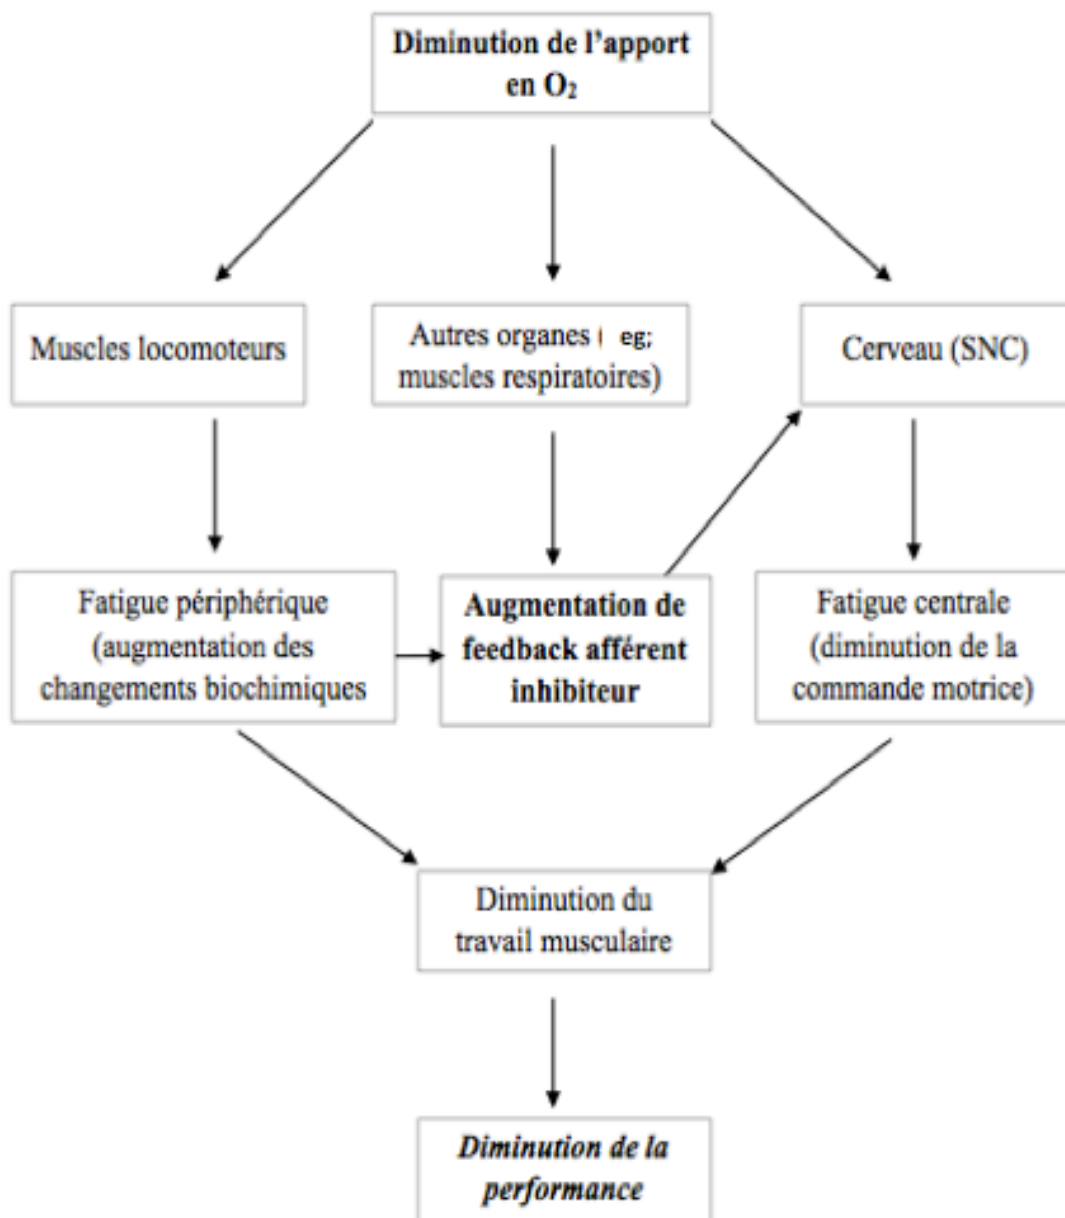 Diminution de l'apport
en O₂
Muscles locomoteurs
Autres organes ( eg;
muscles respiratoires)
Cerveau (SNC)
Fatigue périphérique
(augmentation des
changements biochimiques
Augmentation de
feedback afférent
inhibiteur
Fatigue centrale
(diminution de la
commande motrice)
Diminution du
travail musculaire
Diminution de la
performance